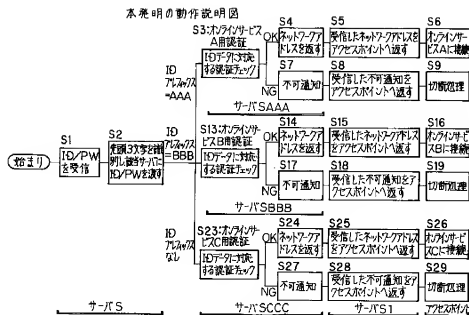 本発明の動作説明図
S3:オンラインサービス
A用認証
IDデータに対応
する認証チェック
OK
NG
S4
ネットワークア
ドレスを返す
S5
受信したネットワークアドレス
をアクセスポイントへ返す
S6
オンラインサー
ビスAに接続
S7
不可通知
S8
受信した不可通知をア
クセスポイントへ返す
S9
切断処理
サーバSAAA
ID
プレフィックス
=AAA
始まり
S1
ID/PW
を受信
S2
先頭3文字を識
別し該当サーバに
ID/PWを渡す
ID
プレフィックス
=BBB
S13:オンラインサー
ビスB用認証
IDデータに対応
する認証チェック
OK
NG
S14
ネットワークア
ドレスを返す
S15
受信したネットワークアドレス
をアクセスポイントへ返す
S16
オンラインサー
ビスBに接続
S17
不可通知
S18
受信した不可通知をア
クセスポイントへ返す
S19
切断処理
サーバSBBB
ID
プレフィックス
なし
S23:オンラインサー
ビスC用認証
IDデータに対応
する認証チェック
OK
NG
S24
ネットワークア
ドレスを返す
S25
受信したネットワークアドレス
をアクセスポイントへ返す
S26
オンラインサー
ビスCに接続
S27
不可通知
S28
受信した不可通知をア
クセスポイントへ返す
S29
切断処理
サーバS
サーバSCCC
サーバS1
アクセスポイント